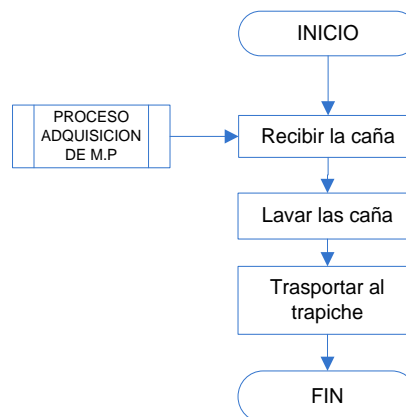 INICIO
PROCESO
ADQUISICION
DE M.P
Recibir la caña
Lavar las caña
Trasportar al
trapiche
FIN